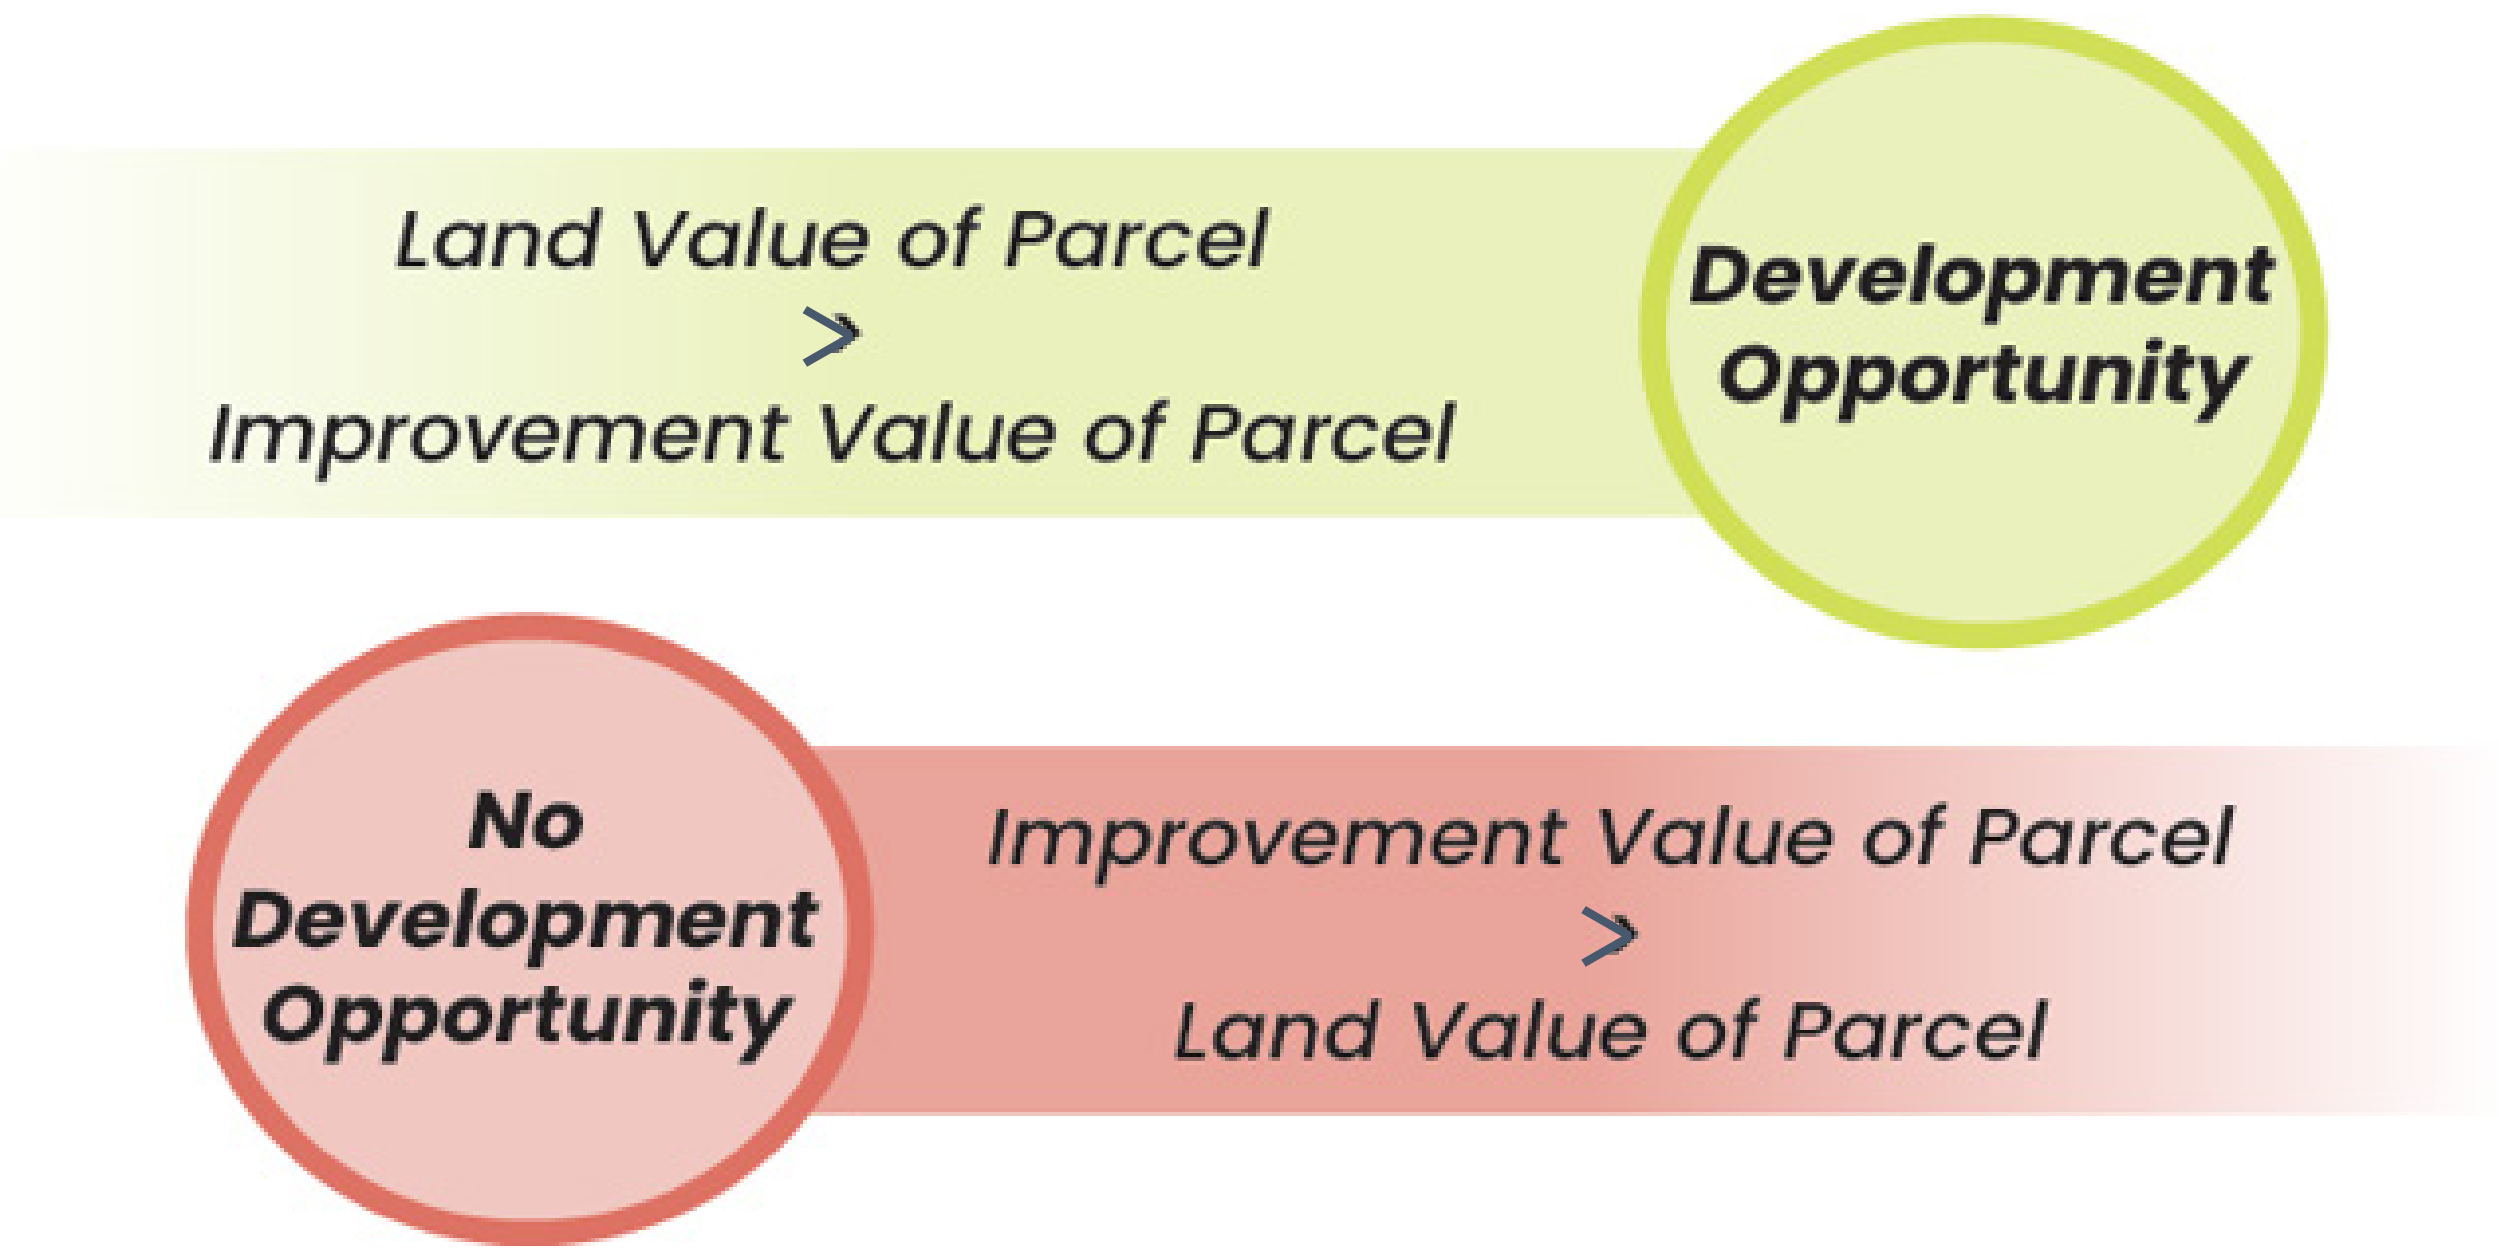 Land Value of Parcel
>
Improvement Value of Parcel
Development
Opportunity
No
Development
Opportunity
Improvement Value of Parcel
>
Land Value of Parcel